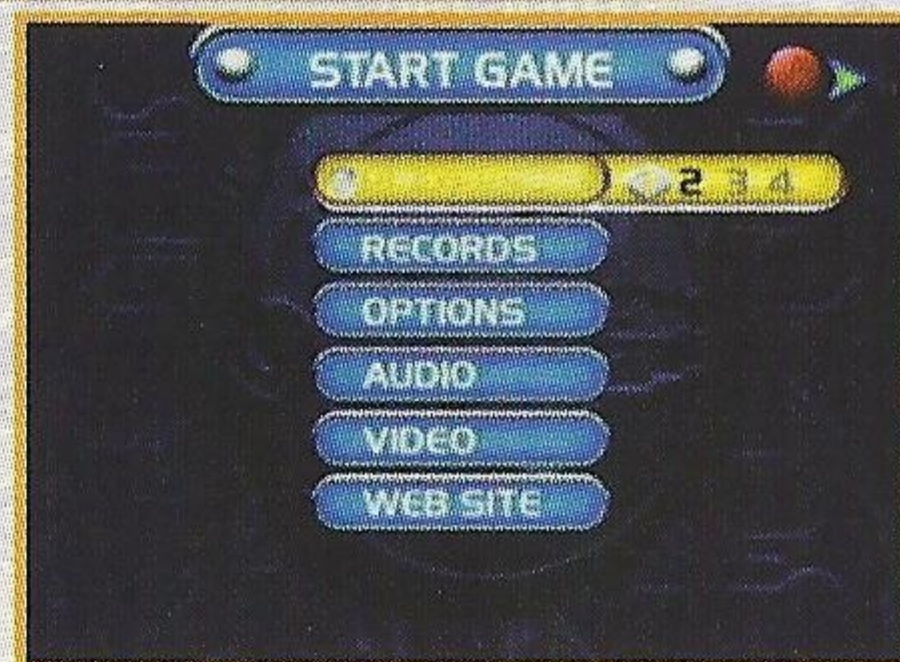 START GAME
2 3 4
RECORDS
OPTIONS
AUDIO
VIDEO
WEB SITE